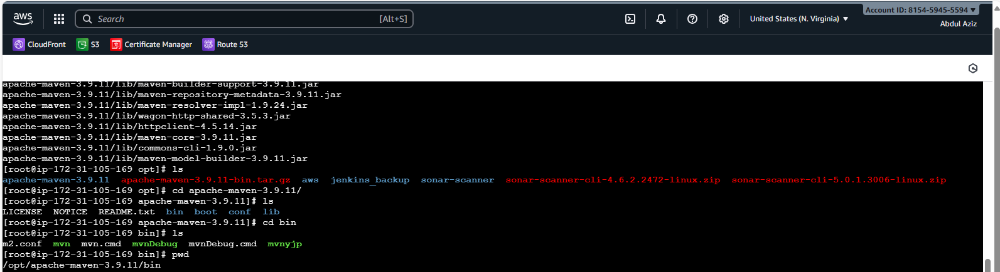 aws
Search [Alt+S]
United States (N. Virginia)
Account ID: 8154-5945-5594
Abdul Aziz
CloudFront S3 Certificate Manager Route 53
apache-maven-3.9.11/lib/maven-builder-support-3.9.11.jar
apache-maven-3.9.11/lib/maven-repository-metadata-3.9.11.jar
apache-maven-3.9.11/lib/maven-resolver-impl-1.9.24.jar
apache-maven-3.9.11/lib/wagon-http-shared-3.5.3.jar
apache-maven-3.9.11/lib/httpclient-4.5.14.jar
apache-maven-3.9.11/lib/maven-core-3.9.11.jar
apache-maven-3.9.11/lib/commons-cli-1.9.0.jar
apache-maven-3.9.11/lib/maven-model-builder-3.9.11.jar
[root@ip-172-31-105-169 opt]# ls
apache-maven-3.9.11 apache-maven-3.9.11-bin.tar.gz aws jenkins_backup sonar-scanner sonar-scanner-cli-4.6.2.2472-linux.zip sonar-scanner-cli-5.0.1.3006-linux.zip
[root@ip-172-31-105-169 opt]# cd apache-maven-3.9.11/
[root@ip-172-31-105-169 apache-maven-3.9.11]# ls
LICENSE NOTICE README.txt bin boot conf lib
[root@ip-172-31-105-169 apache-maven-3.9.11]# cd bin
[root@ip-172-31-105-169 bin]# ls
m2.conf mvn mvn.cmd mvnDebug mvnDebug.cmd mvnyjp
[root@ip-172-31-105-169 bin]# pwd
/opt/apache-maven-3.9.11/bin